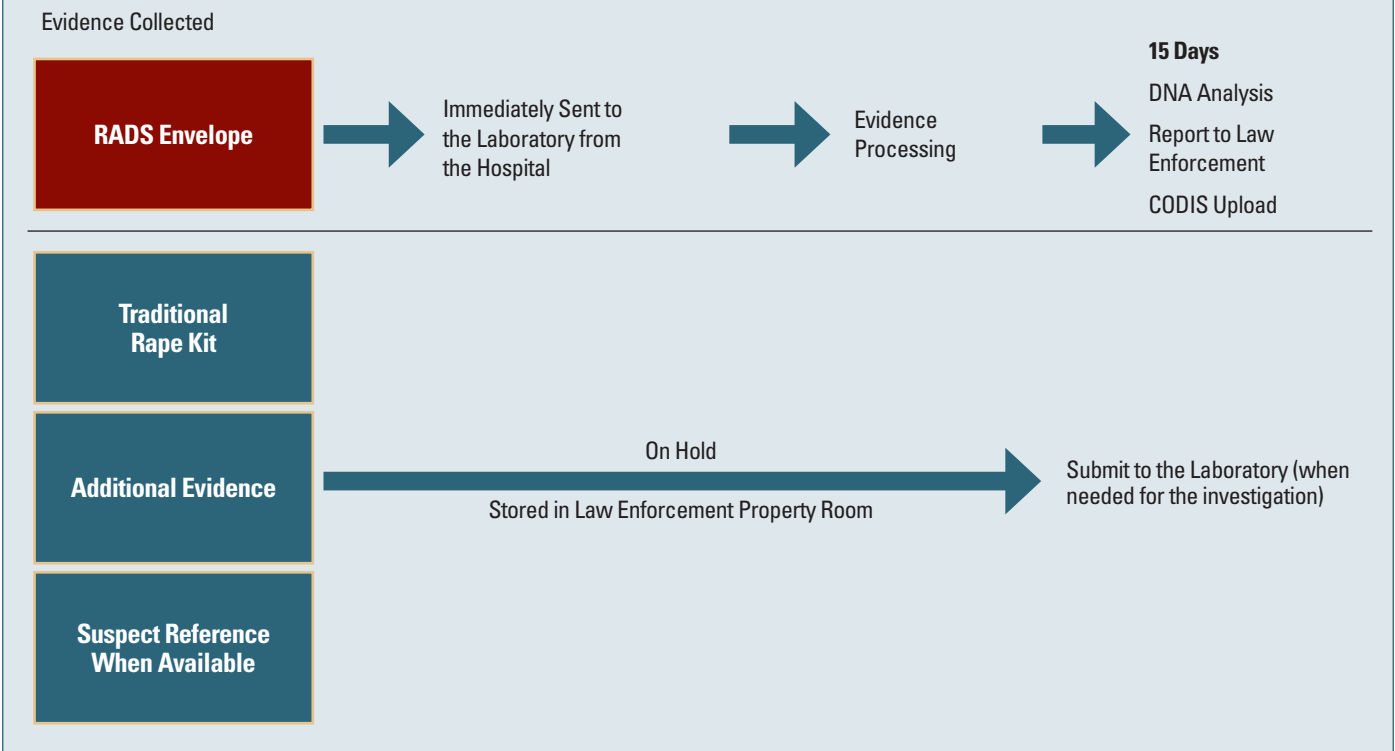 Evidence Collected
RADS Envelope
Immediately Sent to
the Laboratory from
the Hospital
Evidence
Processing
15 Days
DNA Analysis
Report to Law
Enforcement
CODIS Upload
Traditional
Rape Kit
Additional Evidence
On Hold
Stored in Law Enforcement Property Room
Submit to the Laboratory (when
needed for the investigation)
Suspect Reference
When Available